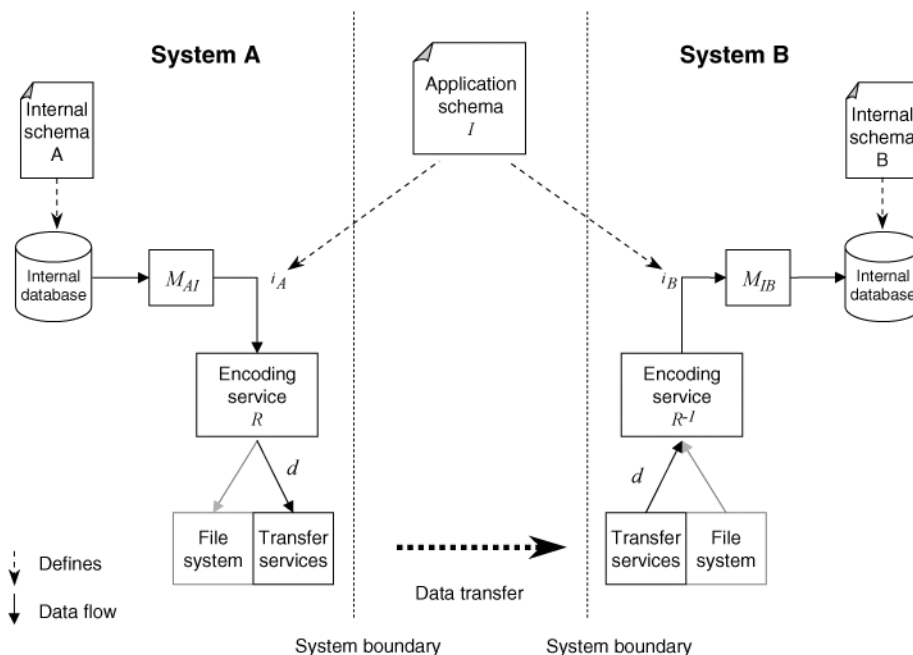 System A
System B
Application
schema
I
Internal
schema
A
Internal
schema
B
Internal
database
M_AI
i_A
i_B
M_IB
Internal
database
Encoding
service
R
Encoding
service
R-1
d
d
File
system
Transfer
services
Transfer
services
File
system
Defines
Data flow
Data transfer
System boundary
System boundary